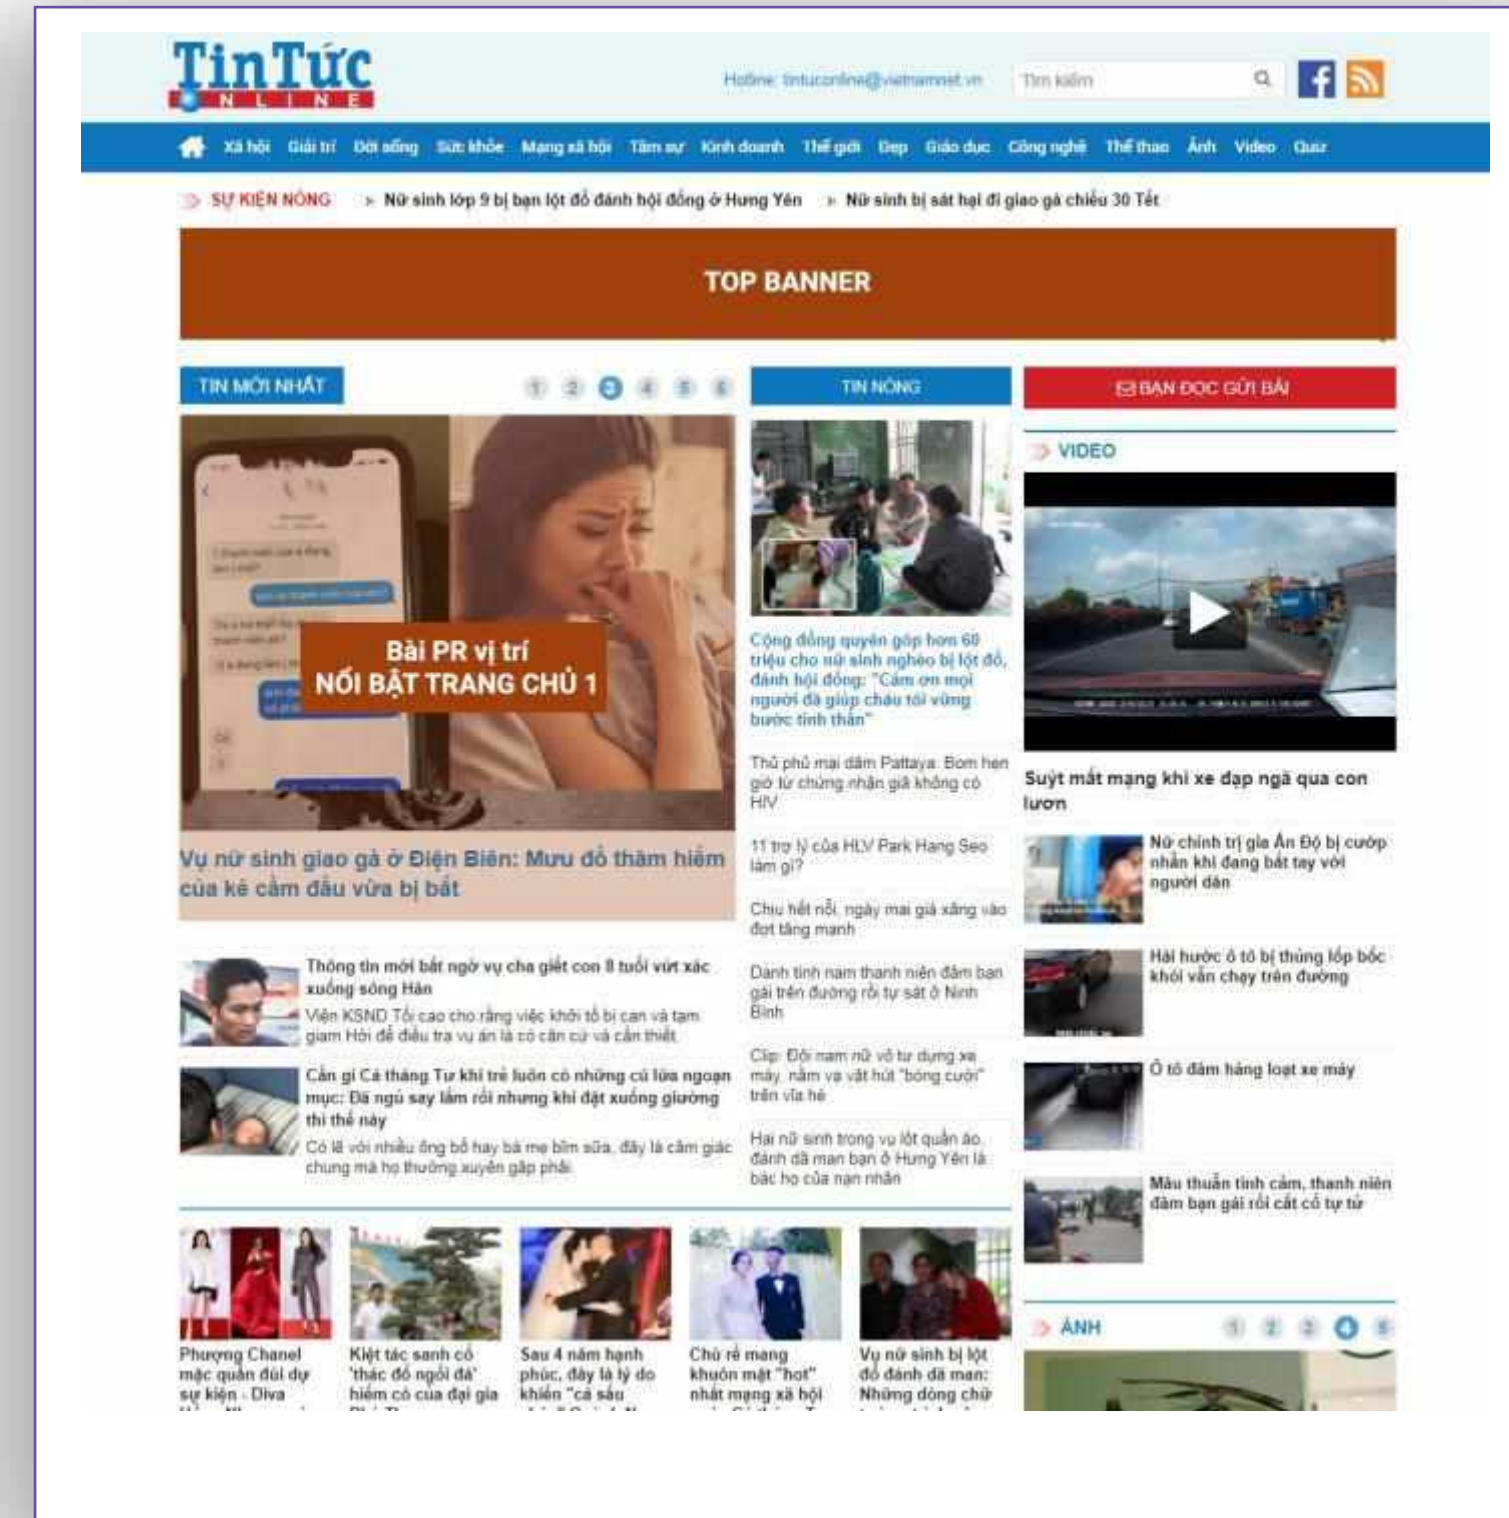 TinTức
ONLINE
Hotline: tintuconline@vietnamnet.vn
Tìm kiếm
Xã hội Giải trí Đời sống Sức khỏe Mạng xã hội Tâm sự Kinh doanh Thế giới Đẹp Giáo dục Công nghệ Thể thao Ảnh Video Quiz
SỰ KIỆN NÓNG » Nữ sinh lớp 9 bị bạn lột đồ đánh hội đồng ở Hưng Yên » Nữ sinh bị sát hại đi giao gà chiều 30 Tết
TOP BANNER
TIN MỚI NHẤT
1 2 3 4 5 6
Bài PR vị trí
NỔI BẬT TRANG CHỦ 1
Vụ nữ sinh giao gà ở Điện Biên: Mưu đồ thâm hiểm
của kẻ cầm đầu vừa bị bắt
Thông tin mới bất ngờ vụ cha giết con 8 tuổi vứt xác
xuống sông Hàn
Viện KSND Tối cao cho rằng việc khởi tố bị can và tạm
giam Hời để điều tra vụ án là có căn cứ và cần thiết.
Cần gì Cá tháng Tư khi trẻ luôn có những cú lừa ngoạn
mục: Đã ngủ say lắm rồi nhưng khi đặt xuống giường
thì thế này
Có lẽ với nhiều ông bố hay bà mẹ bỉm sữa, đây là cảm giác
chung mà họ thường xuyên gặp phải.
TIN NÓNG
Cộng đồng quyên góp hơn 60
triệu cho nữ sinh nghèo bị lột đồ,
đánh hội đồng: "Cảm ơn mọi
người đã giúp cháu tôi vững
bước tinh thần"
Thủ phủ mại dâm Pattaya: Bom hẹn
giờ từ chứng nhận giả không có
HIV
11 trợ lý của HLV Park Hang Seo
làm gì?
Chịu hết nổi, ngày mai giá xăng vào
đợt tăng mạnh
Danh tính nam thanh niên đâm bạn
gái trên đường rồi tự sát ở Ninh
Bình
Clip: Đôi nam nữ vô tư dựng xe
máy, nằm vạ vật hút "bóng cười"
trên vỉa hè
Hai nữ sinh trong vụ lột quần áo,
đánh dã man bạn ở Hưng Yên là
bác họ của nạn nhân
BẠN ĐỌC GỬI BÀI
VIDEO
Suýt mất mạng khi xe đạp ngã qua con
lươn
Nữ chính trị gia Ấn Độ bị cướp
nhẫn khi đang bắt tay với
người dân
Hài hước ô tô bị thủng lốp bốc
khói vẫn chạy trên đường
Ô tô đâm hàng loạt xe máy
Mâu thuẫn tình cảm, thanh niên
đâm bạn gái rồi cắt cổ tự tử
Phượng Chanel
mặc quần đùi dự
sự kiện - Diva
Kiệt tác sanh cổ
'thác đổ ngồi đá'
hiếm có của đại gia
Sau 4 năm hạnh
phúc, đây là lý do
khiến "cá sấu
Chú rể mang
khuôn mặt "hot"
nhất mạng xã hội
Vụ nữ sinh bị lột
đồ đánh dã man:
Những dòng chữ
ẢNH
1 2 3 4 5